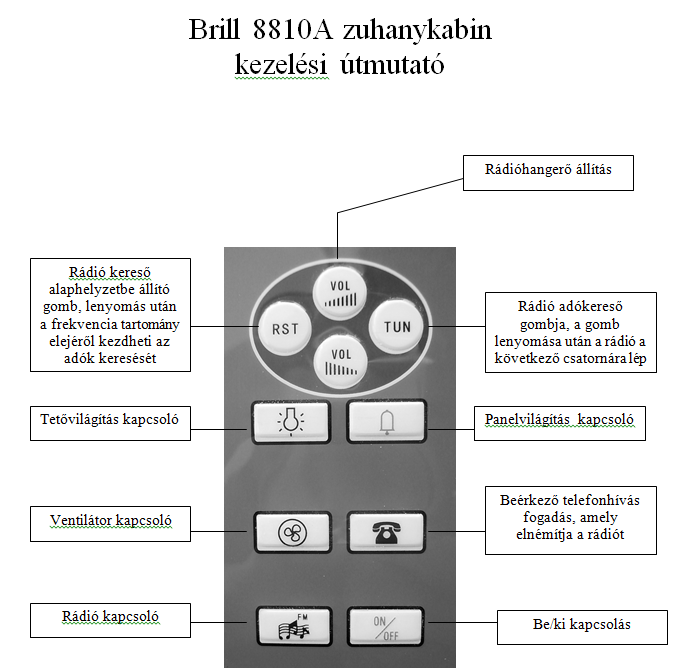 Brill 8810A zuhanykabin
kezelési útmutató
Rádióhangerő állítás
Rádió kereső
alaphelyzetbe állító
gomb, lenyomás után
a frekvencia tartomány
elejéről kezdheti az
adók keresését
VOL
RST
TUN
VOL
Rádió adókereső
gombja, a gomb
lenyomása után a rádió a
következő csatornára lép
Tetővilágítás kapcsoló
Panelvilágítás kapcsoló
Ventilátor kapcsoló
Beérkező telefonhívás
fogadás, amely
elnémítja a rádiót
Rádió kapcsoló
FM
ON
/OFF
Be/ki kapcsolás